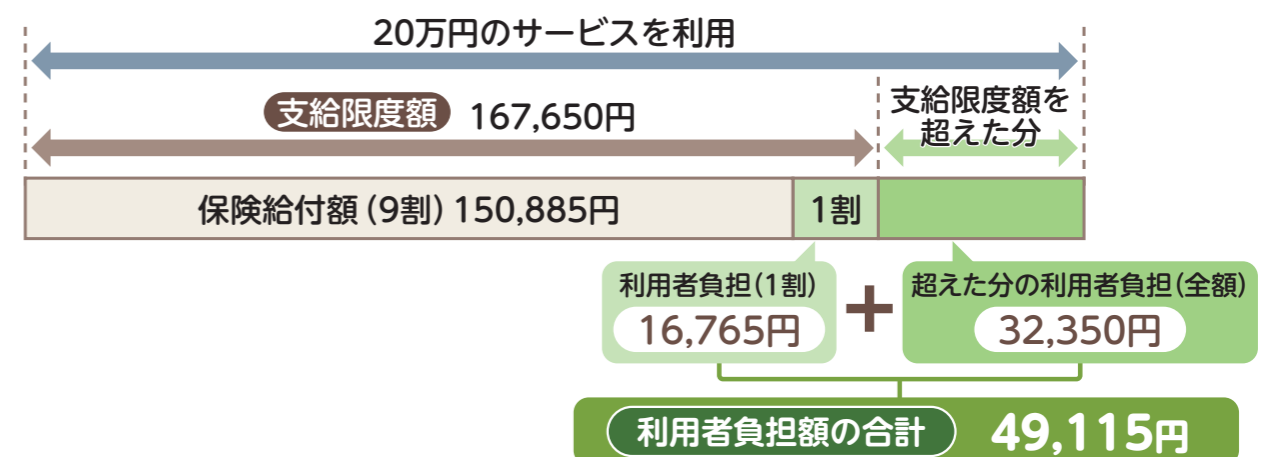 20万円のサービスを利用
支給限度額 167,650円
支給限度額を
超えた分
保険給付額(9割)150,885円
1割
利用者負担(1割)
16,765円
+
超えた分の利用者負担(全額)
32,350円
利用者負担額の合計 49,115円